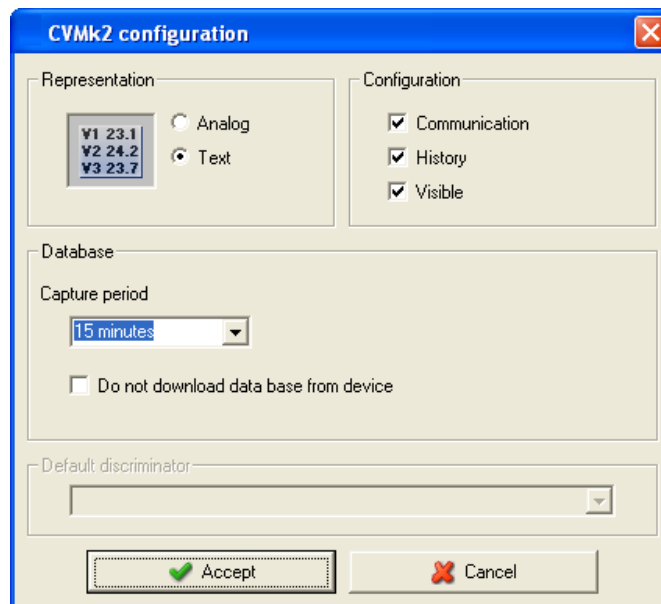 CVMk2 configuration
Representation
V1 23.1
V2 24.2
V3 23.7
Analog
Text
Configuration
Communication
History
Visible
Database
Capture period
15 minutes
Do not download data base from device
Default discriminator
Accept
Cancel